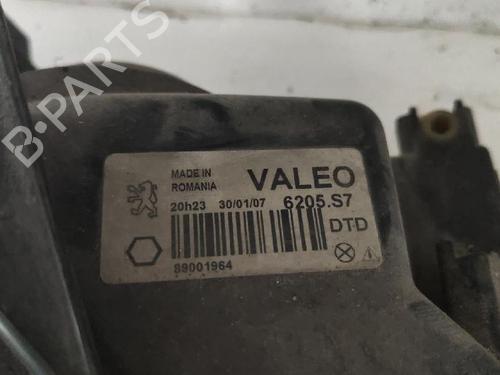 B-PARTS
MADE IN
ROMANIA
VALEO
20h23 30/01/07 6205.S7
DTD
89001964